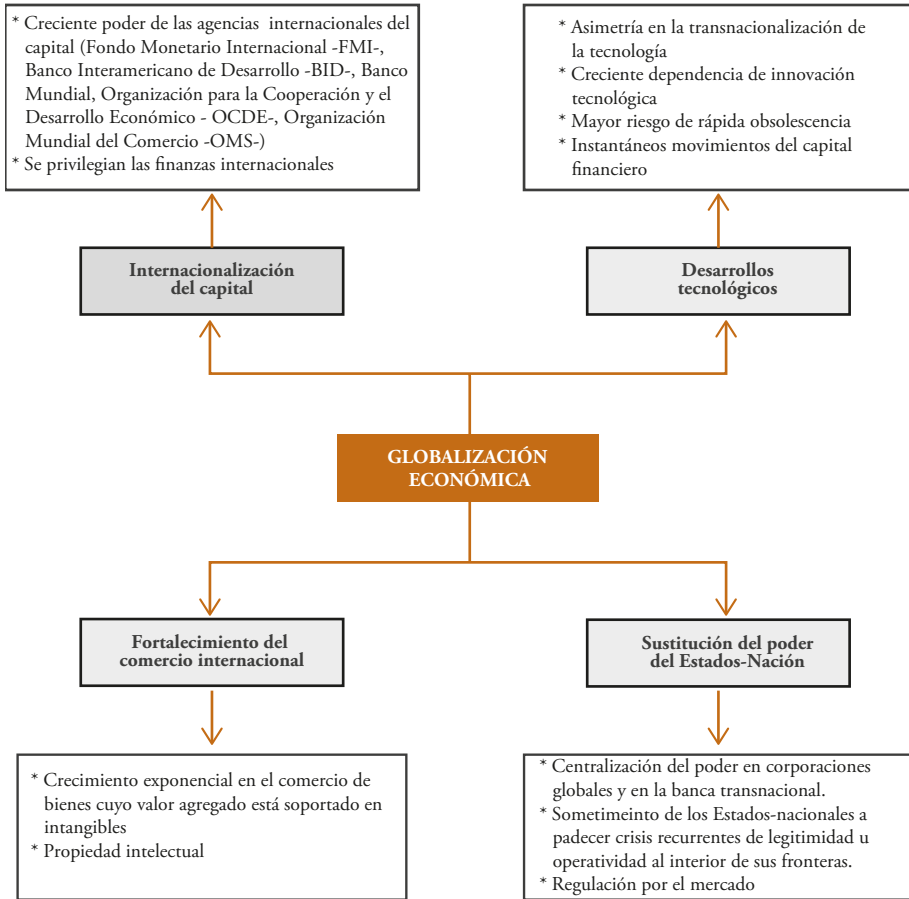 * Creciente poder de las agencias internacionales del
capital (Fondo Monetario Internacional -FMI-,
Banco Interamericano de Desarrollo -BID-, Banco
Mundial, Organización para la Cooperación y el
Desarrollo Económico - OCDE-, Organización
Mundial del Comercio -OMS-)
* Se privilegian las finanzas internacionales
* Asimetría en la transnacionalización de
la tecnología
* Creciente dependencia de innovación
tecnológica
* Mayor riesgo de rápida obsolescencia
* Instantáneos movimientos del capital
financiero
Internacionalización
del capital
Desarrollos
tecnológicos
GLOBALIZACIÓN
ECONÓMICA
Fortalecimiento del
comercio internacional
Sustitución del poder
del Estados-Nación
* Crecimiento exponencial en el comercio de
bienes cuyo valor agregado está soportado en
intangibles
* Propiedad intelectual
* Centralización del poder en corporaciones
globales y en la banca transnacional.
* Sometimeinto de los Estados-nacionales a
padecer crisis recurrentes de legitimidad u
operatividad al interior de sus fronteras.
* Regulación por el mercado